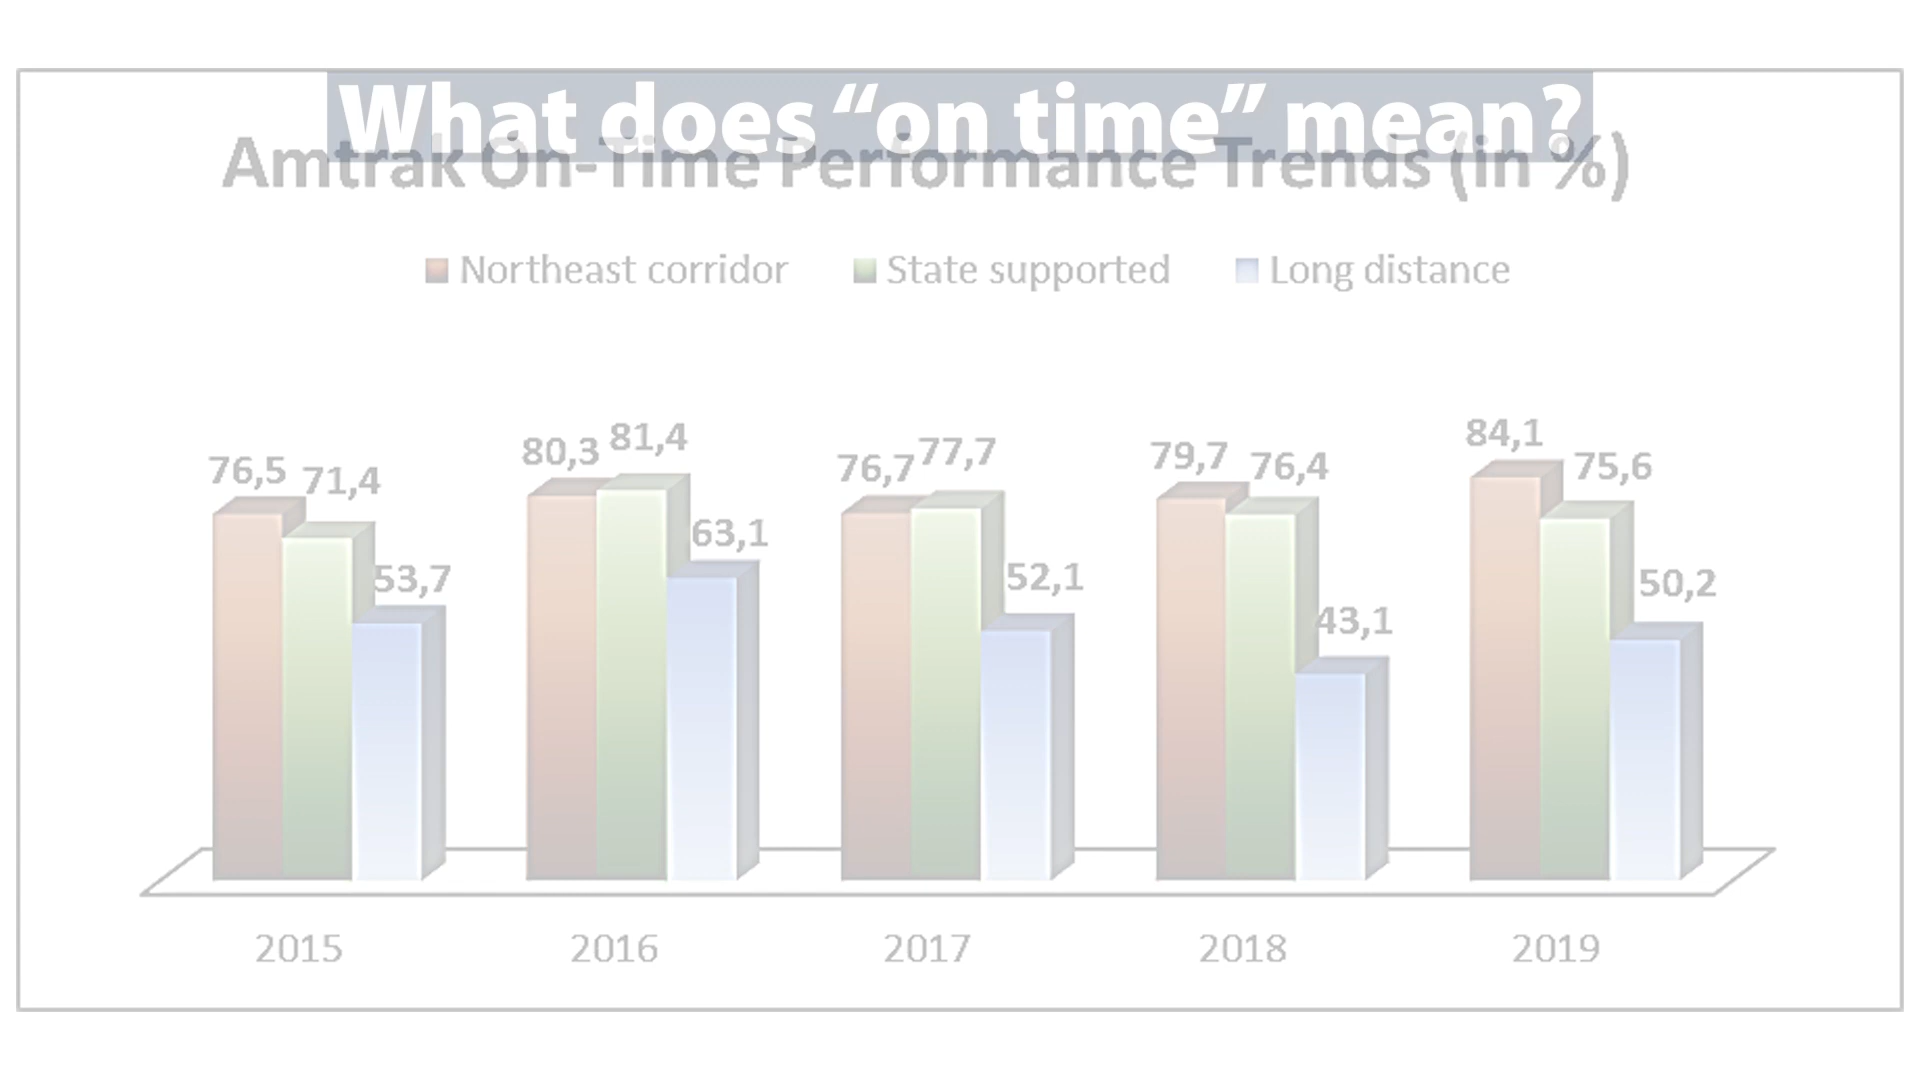 What does “on time” mean?
Amtrak On-Time Performance Trends (in %)
Northeast corridor State supported Long distance
76,5 71,4 53,7 80,3 81,4 63,1 76,7 77,7 52,1 79,7 76,4 43,1 84,1 75,6 50,2
2015 2016 2017 2018 2019